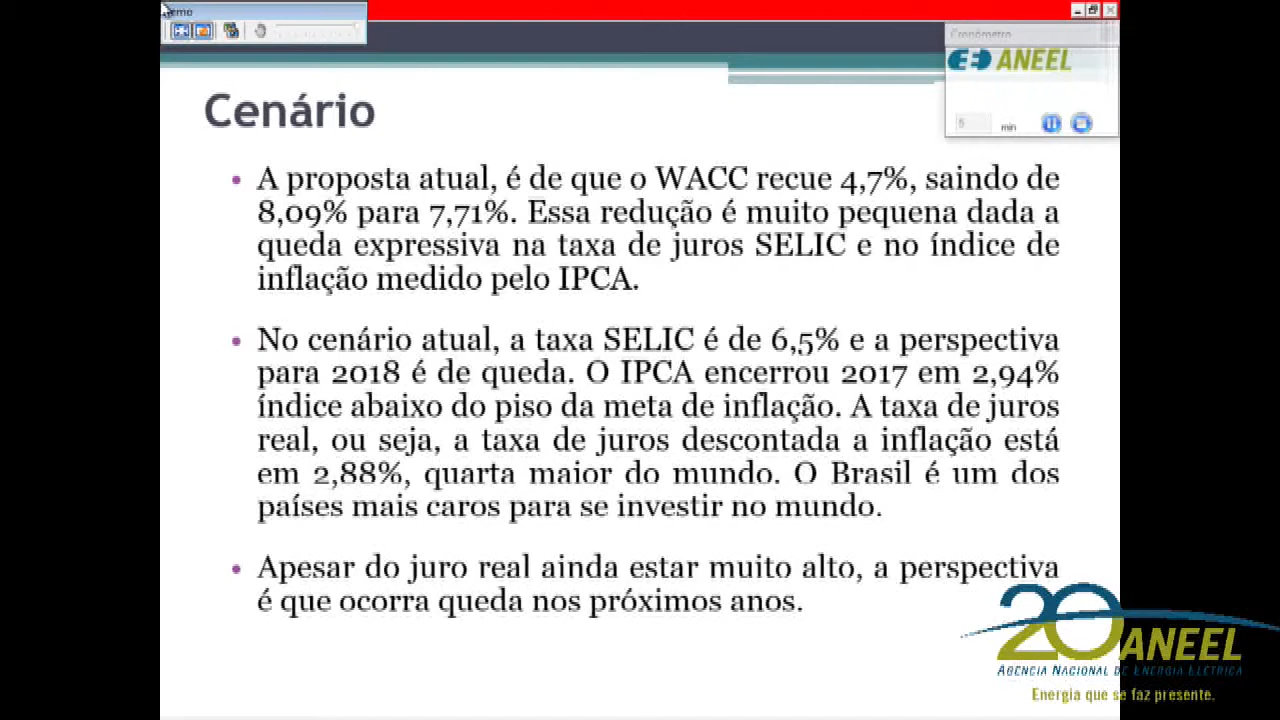 emo
Cronômetro
ANEEL
5 min
Cenário
• A proposta atual, é de que o WACC recue 4,7%, saindo de
8,09% para 7,71%. Essa redução é muito pequena dada a
queda expressiva na taxa de juros SELIC e no índice de
inflação medido pelo IPCA.
• No cenário atual, a taxa SELIC é de 6,5% e a perspectiva
para 2018 é de queda. O IPCA encerrou 2017 em 2,94%
índice abaixo do piso da meta de inflação. A taxa de juros
real, ou seja, a taxa de juros descontada a inflação está
em 2,88%, quarta maior do mundo. O Brasil é um dos
países mais caros para se investir no mundo.
• Apesar do juro real ainda estar muito alto, a perspectiva
é que ocorra queda nos próximos anos.
20 ANEEL
AGÊNCIA NACIONAL DE ENERGIA ELÉTRICA
Energia que se faz presente.